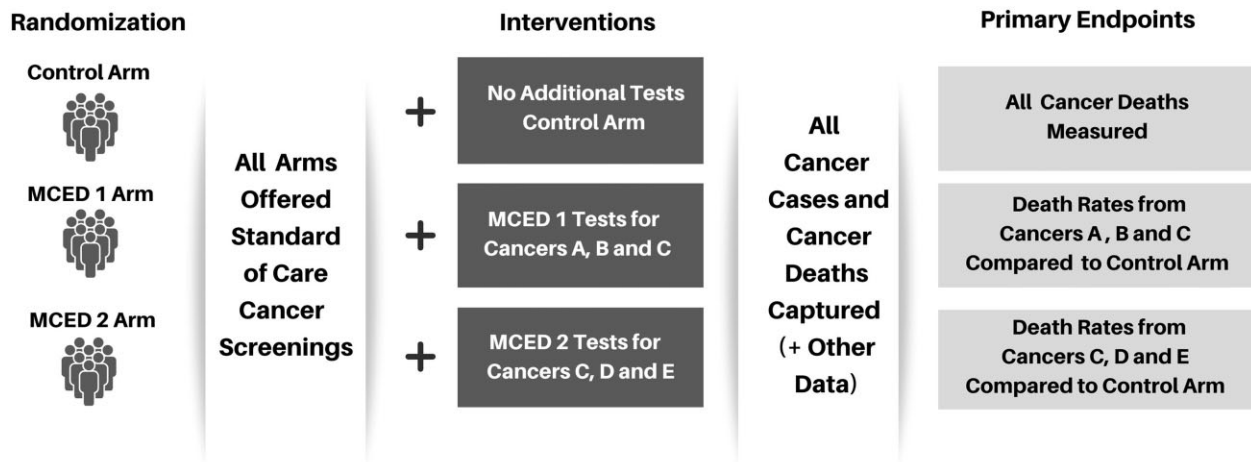 Randomization
Control Arm
MCED 1 Arm
MCED 2 Arm
All Arms
Offered
Standard
of Care
Cancer
Screenings
Interventions
+
No Additional Tests
Control Arm
+
MCED 1 Tests for
Cancers A, B and C
+
MCED 2 Tests for
Cancers C, D and E
All
Cancer
Cases and
Cancer
Deaths
Captured
(+ Other
Data)
Primary Endpoints
All Cancer Deaths
Measured
Death Rates from
Cancers A , B and C
Compared to Control Arm
Death Rates from
Cancers C, D and E
Compared to Control Arm